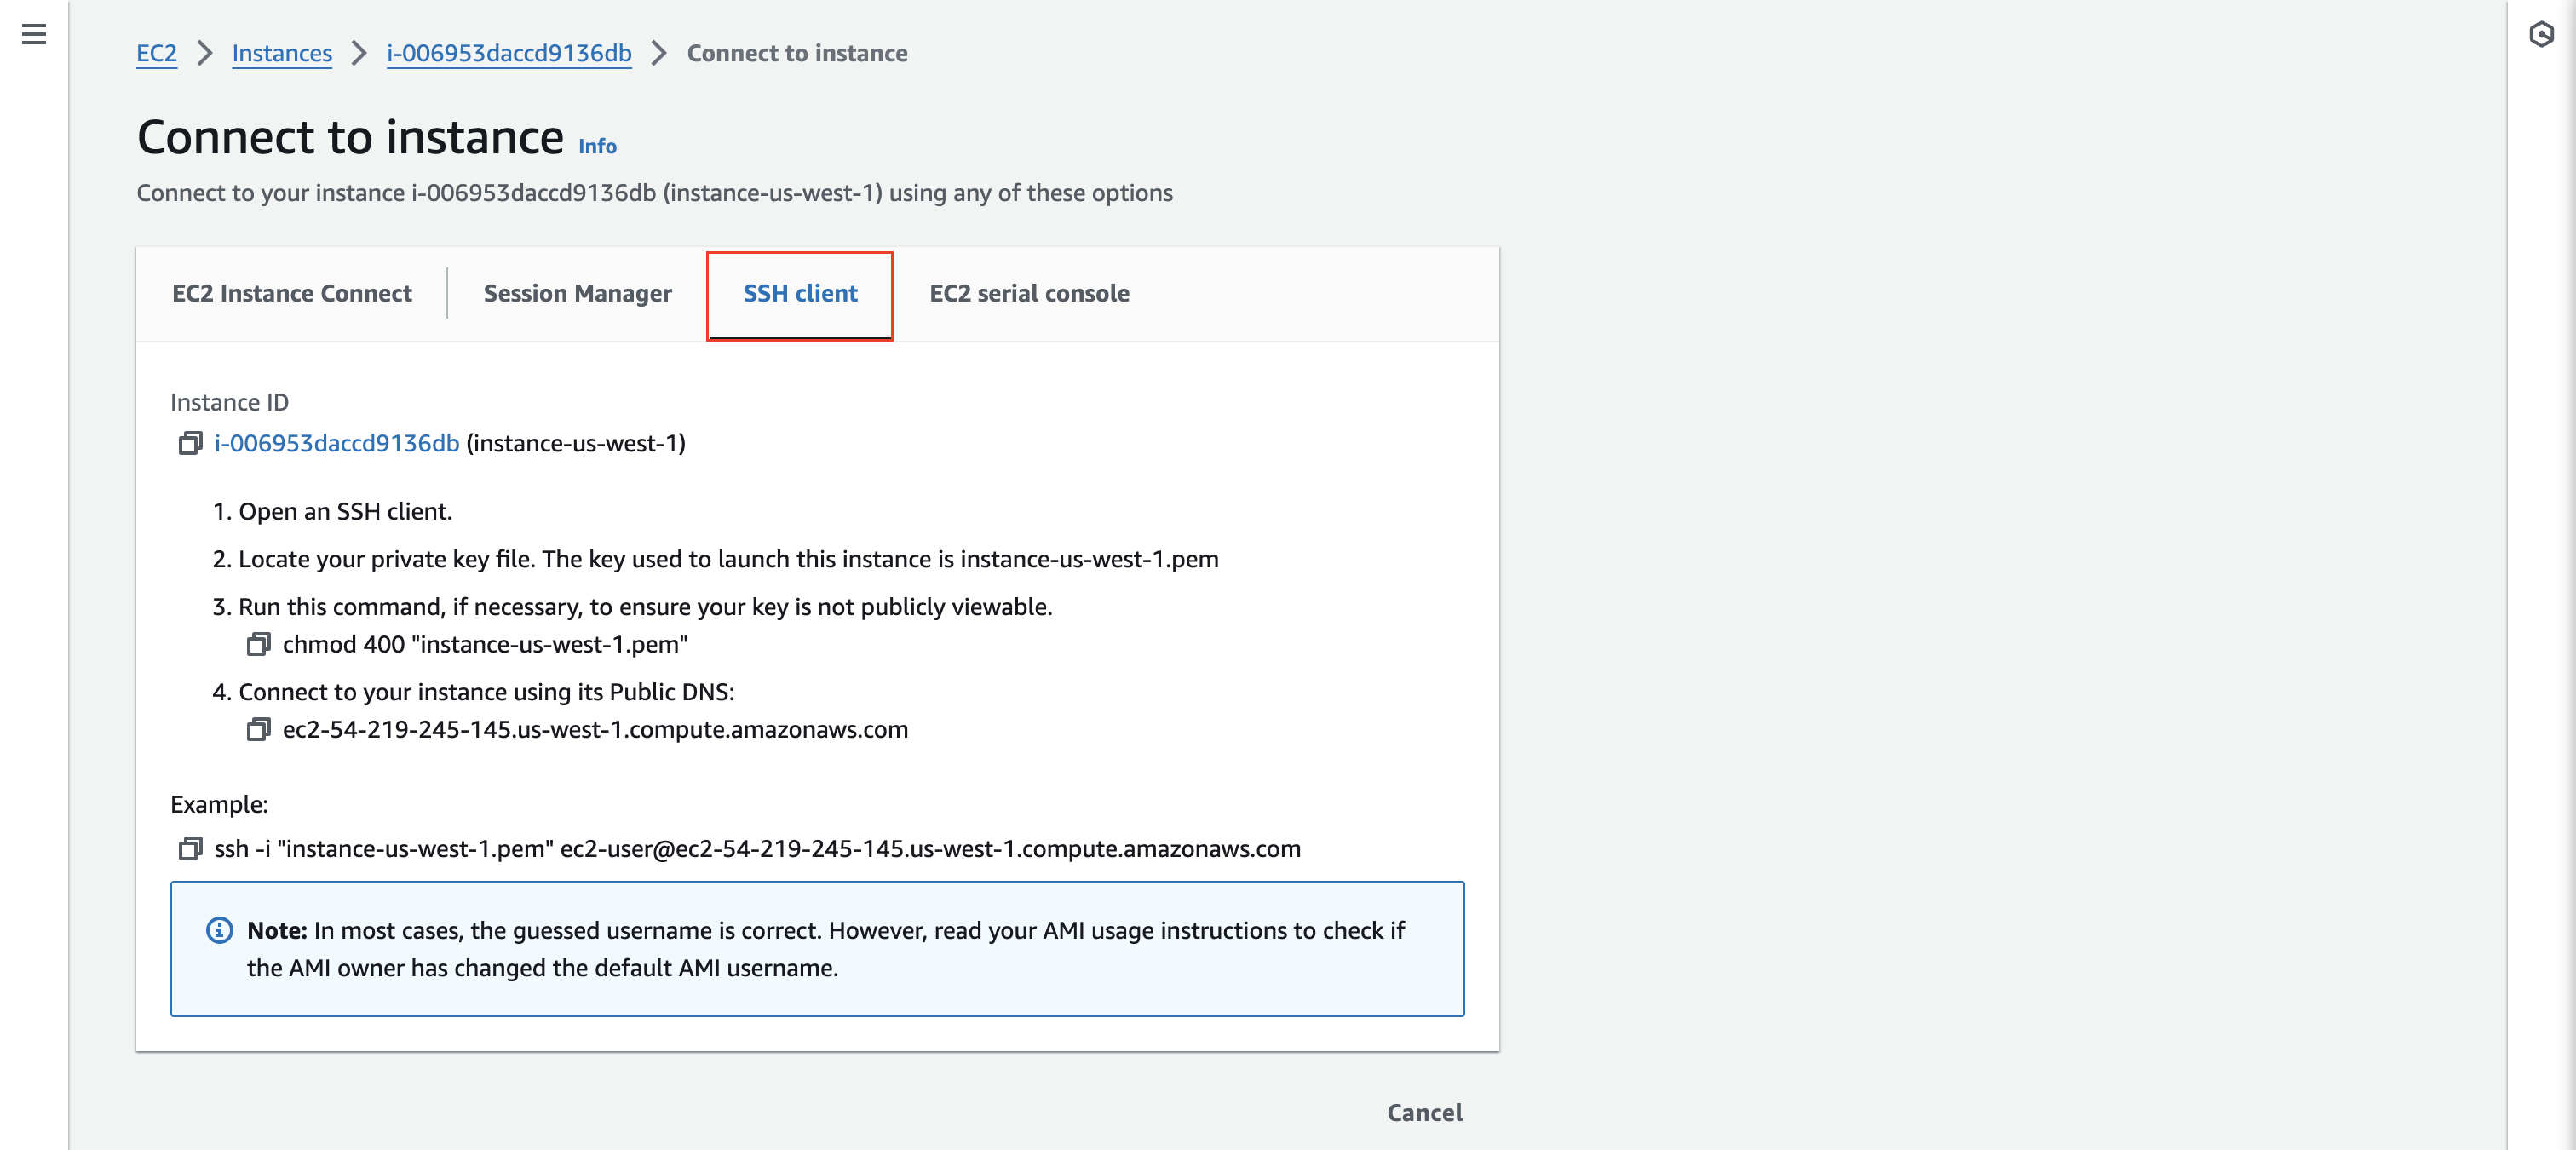 EC2 > Instances > i-006953daccd9136db > Connect to instance
Connect to instance Info
Connect to your instance i-006953daccd9136db (instance-us-west-1) using any of these options
EC2 Instance Connect Session Manager SSH client EC2 serial console
Instance ID
i-006953daccd9136db (instance-us-west-1)
1. Open an SSH client.
2. Locate your private key file. The key used to launch this instance is instance-us-west-1.pem
3. Run this command, if necessary, to ensure your key is not publicly viewable.
chmod 400 "instance-us-west-1.pem"
4. Connect to your instance using its Public DNS:
ec2-54-219-245-145.us-west-1.compute.amazonaws.com
Example:
ssh -i "instance-us-west-1.pem" ec2-user@ec2-54-219-245-145.us-west-1.compute.amazonaws.com
Note: In most cases, the guessed username is correct. However, read your AMI usage instructions to check if
the AMI owner has changed the default AMI username.
Cancel